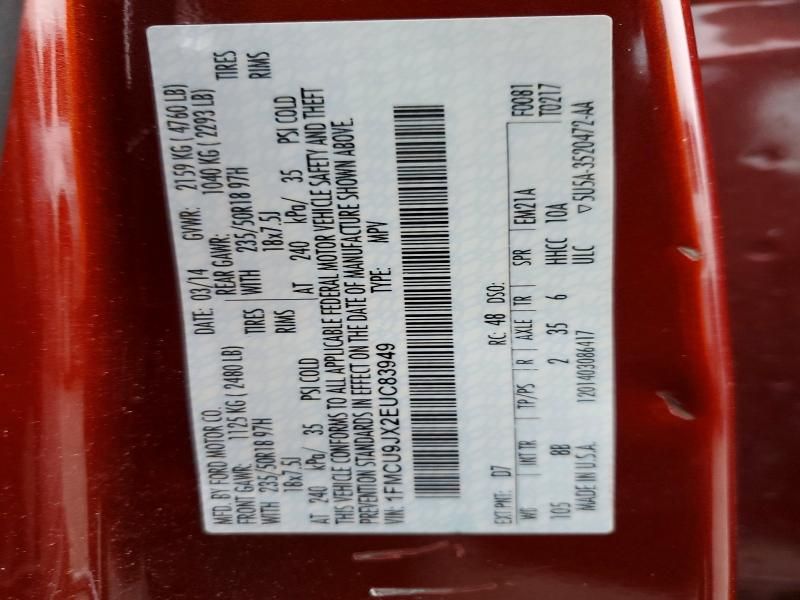 MFD. BY FORD MOTOR CO. DATE: 03/14 GVWR: 2159 KG ( 4760 LB)
FRONT GAWR: 1125 KG ( 2480 LB) REAR GAWR: 1040 KG ( 2293 LB)
WITH 235/50R18 97H TIRES WITH 235/50R18 97H TIRES
18x7.5J RIMS 18x7.5J RIMS
AT 240 kPa/ 35 PSI COLD AT 240 kPa/ 35 PSI COLD
THIS VEHICLE CONFORMS TO ALL APPLICABLE FEDERAL MOTOR VEHICLE SAFETY AND THEFT
PREVENTION STANDARDS IN EFFECT ON THE DATE OF MANUFACTURE SHOWN ABOVE.
VIN: 1FMCU9JX2EUC83949 TYPE: MPV
EXT PNT: D7 RC: 48 DSO: F0081
WB INT TR TP/PS R AXLE TR SPR EM21A T0217
105 BB 2 35 6 HHCC 10A
MADE IN U.S.A. 1201403086417 ULC ▽5U5A-3520472-AA